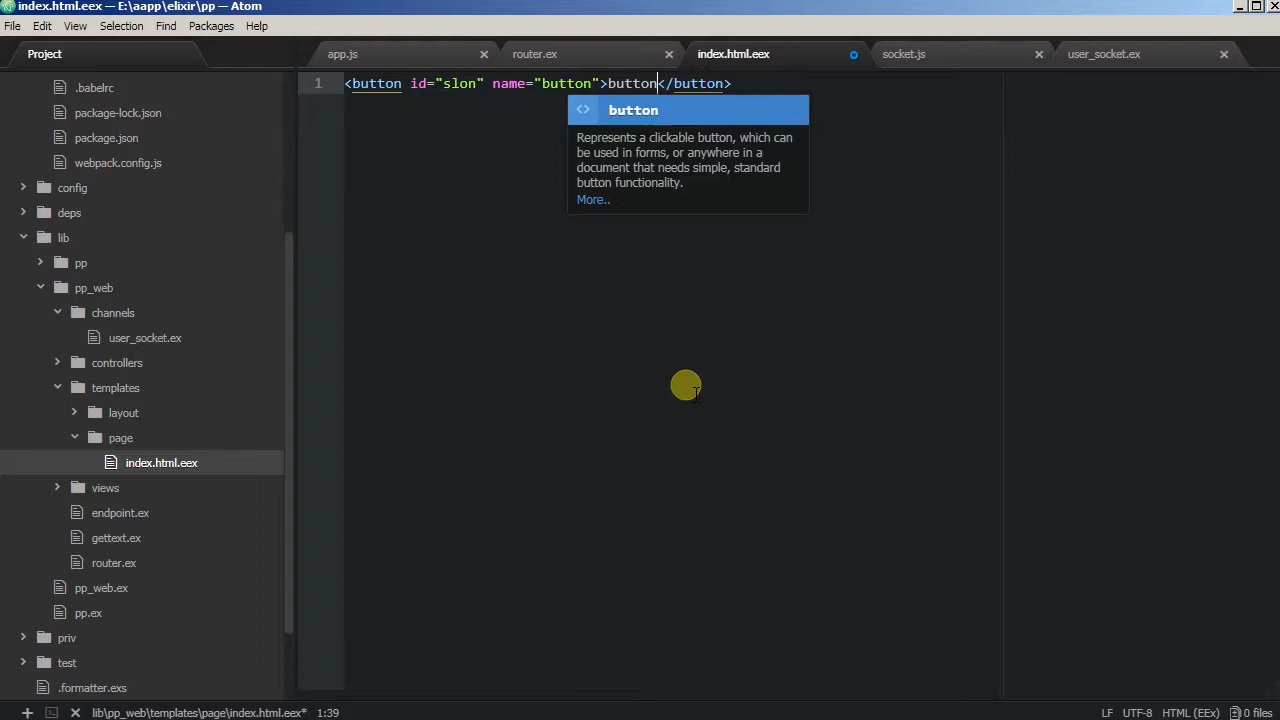 index.html.eex — E:\aapp\elixir\pp — Atom
File Edit View Selection Find Packages Help
Project
app.js
router.ex
index.html.eex
socket.js
user_socket.ex
.babelrc
package-lock.json
package.json
webpack.config.js
config
deps
lib
pp
pp_web
channels
user_socket.ex
controllers
templates
layout
page
index.html.eex
views
endpoint.ex
gettext.ex
router.ex
pp_web.ex
pp.ex
priv
test
.formatter.exs
1 <button id="slon" name="button">button</button>
<> button
Represents a clickable button, which can
be used in forms, or anywhere in a
document that needs simple, standard
button functionality.
More..
lib\pp_web\templates\page\index.html.eex* 1:39
LF UTF-8 HTML (EEx) 0 files